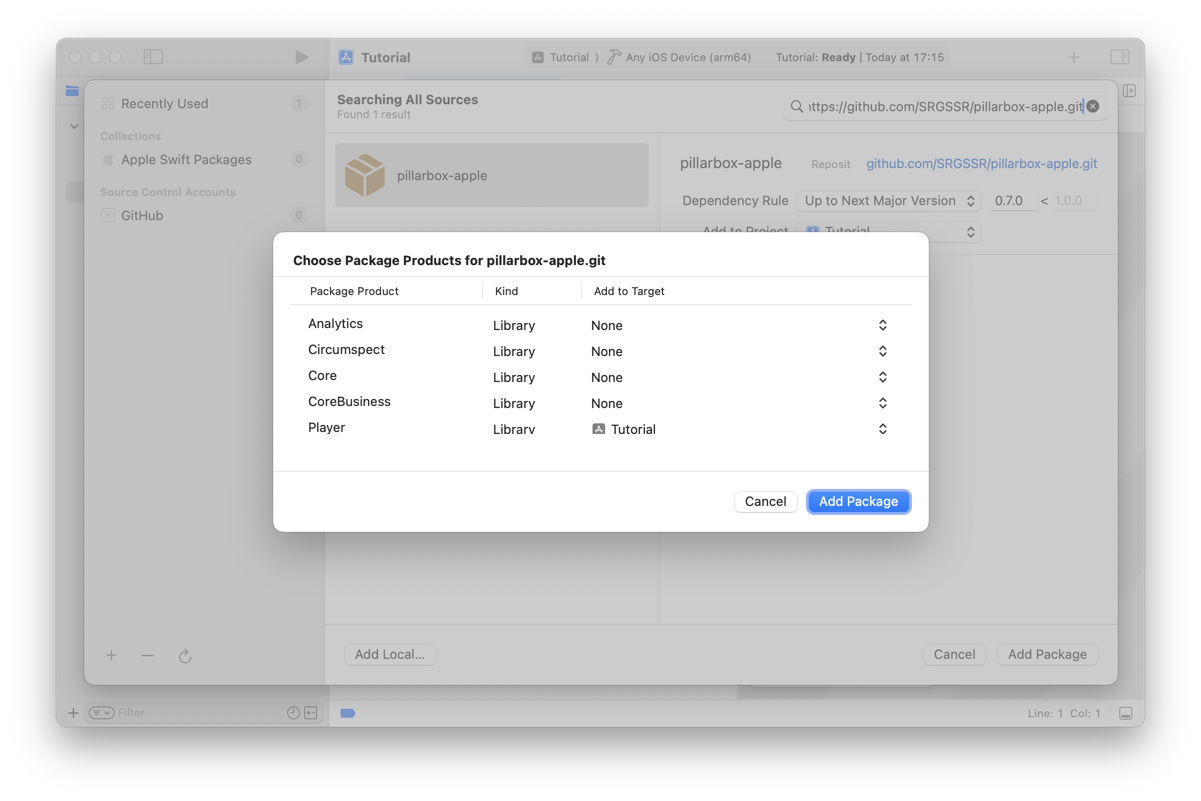 Tutorial
Tutorial ⟩ Any iOS Device (arm64)
Tutorial: Ready | Today at 17:15
Recently Used 1
Collections
Apple Swift Packages 0
Source Control Accounts
GitHub 0
Searching All Sources
Found 1 result
ttps://github.com/SRGSSR/pillarbox-apple.git
pillarbox-apple
pillarbox-apple Reposit github.com/SRGSSR/pillarbox-apple.git
Dependency Rule Up to Next Major Version 0.7.0 < 1.0.0
Add to Project Tutorial
Choose Package Products for pillarbox-apple.git
Package Product Kind Add to Target
Analytics Library None
Circumspect Library None
Core Library None
CoreBusiness Library None
Player Library Tutorial
Cancel Add Package
Add Local... Cancel Add Package
Filter
Line: 1 Col: 1